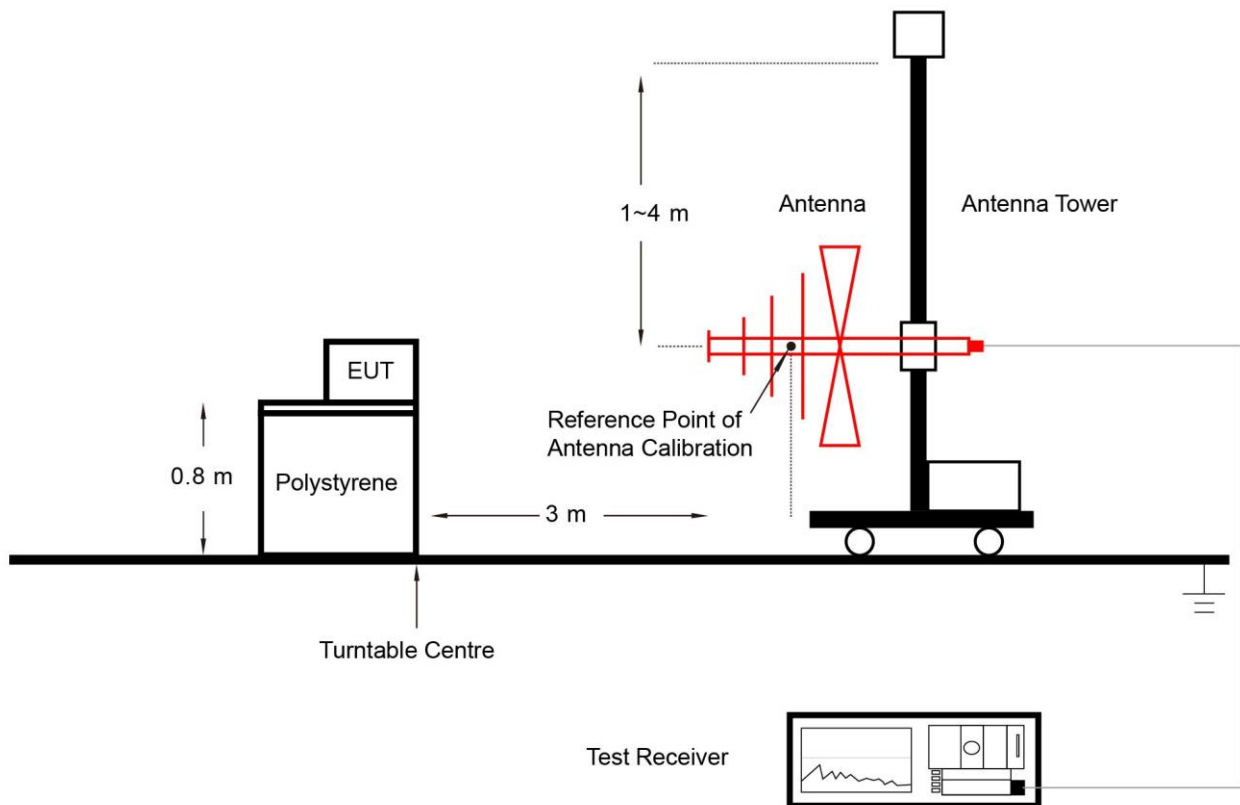 1~4 m
Antenna
Antenna Tower
EUT
Reference Point of
Antenna Calibration
0.8 m
Polystyrene
3 m
Turntable Centre
Test Receiver